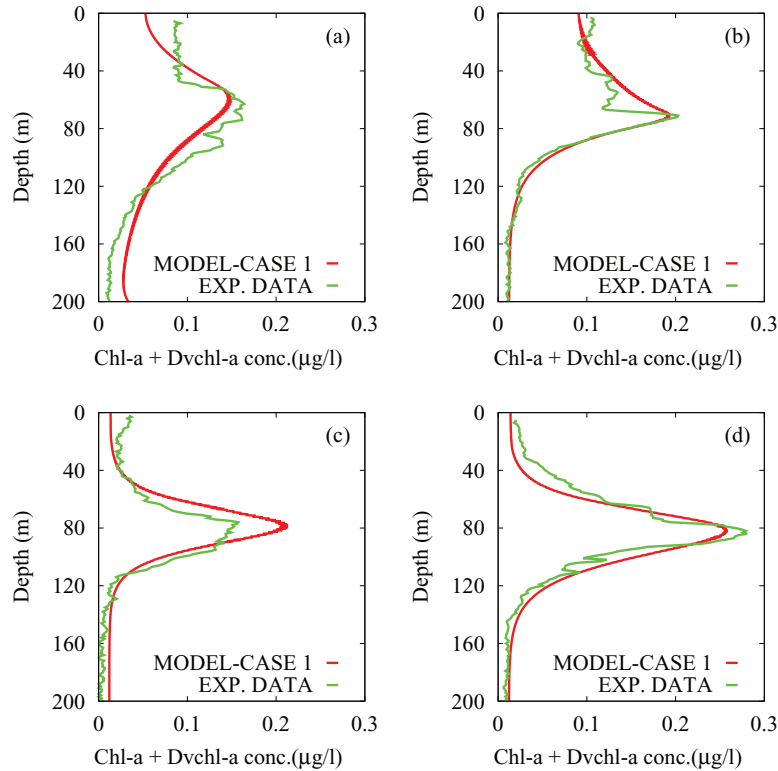 0
40
80
120
160
200
Depth (m)
(a)
MODEL-CASE 1
EXP. DATA
0
0.1
0.2
0.3
Chl-a + Dvchl-a conc.(μg/l)
0
40
80
120
160
200
Depth (m)
(b)
MODEL-CASE 1
EXP. DATA
0
0.1
0.2
0.3
Chl-a + Dvchl-a conc.(μg/l)
0
40
80
120
160
200
Depth (m)
(c)
MODEL-CASE 1
EXP. DATA
0
0.1
0.2
0.3
Chl-a + Dvchl-a conc.(μg/l)
0
40
80
120
160
200
Depth (m)
(d)
MODEL-CASE 1
EXP. DATA
0
0.1
0.2
0.3
Chl-a + Dvchl-a conc.(μg/l)